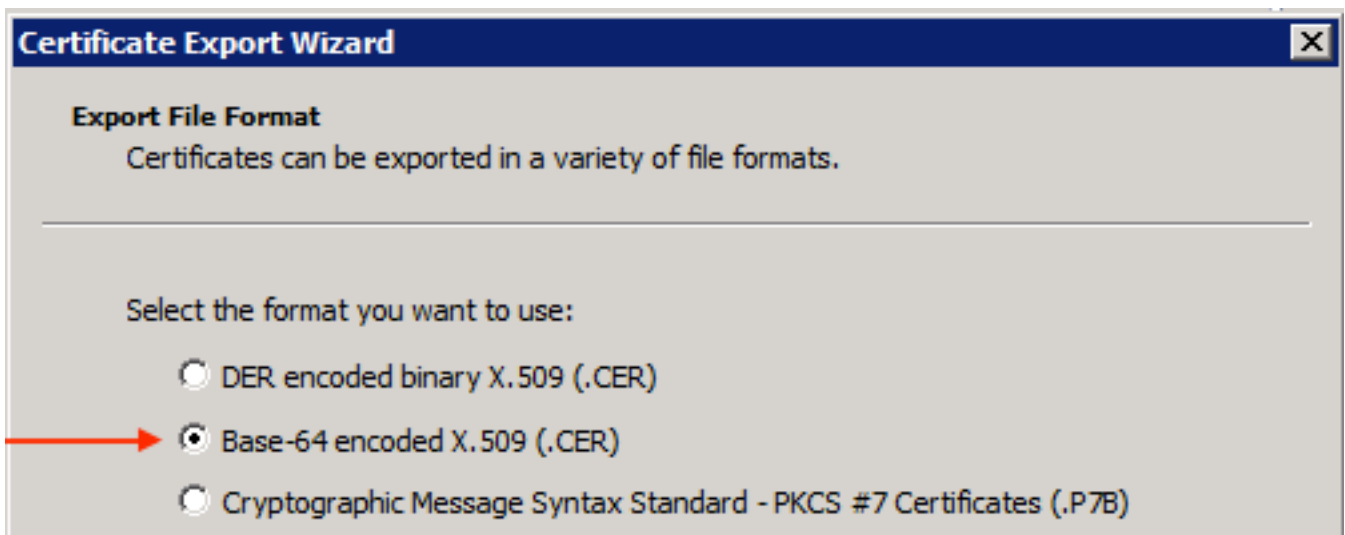 Certificate Export Wizard
Export File Format
Certificates can be exported in a variety of file formats.
Select the format you want to use:
DER encoded binary X.509 (.CER)
Base-64 encoded X.509 (.CER)
Cryptographic Message Syntax Standard - PKCS #7 Certificates (.P7B)